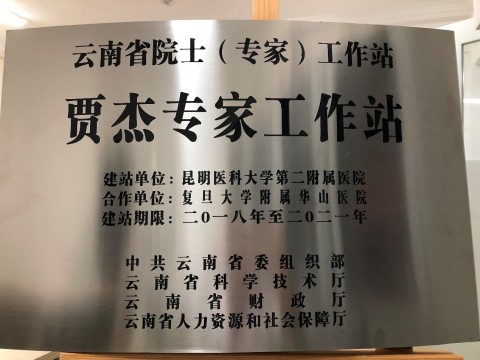 云南省院士（专家）工作站
贾杰专家工作站
建站单位：昆明医科大学第二附属医院
合作单位：复旦大学附属华山医院
建站期限：二〇一八年至二〇二一年
中共云南省委组织部
云南省科学技术厅
云南省财政厅
云南省人力资源和社会保障厅